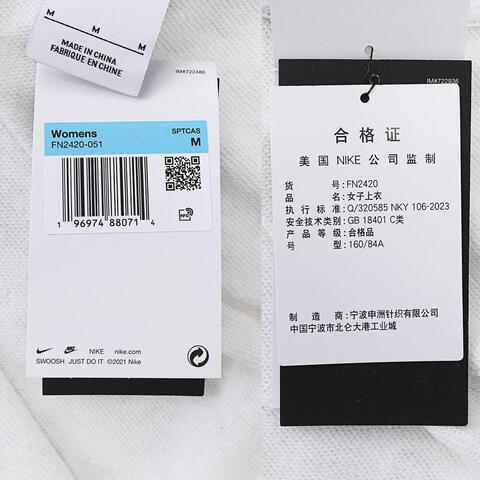 M
M
M
MADE IN CHINA
FABRIQUE EN CHINE
IM#722486
Womens
SPTCAS
FN2420-051
M
1 96974 88071 4
NIKE nike.com
SWOOSH JUST DO IT ©2021 Nike
IM#722936
合格证
美国 NIKE 公司监制
货号:FN2420
品名:女子上衣
执行标准:Q/320585 NKY 106-2023
安全技术类别:GB 18401 C类
产品等级:合格品
号型:160/84A
制造商:宁波申洲针织有限公司
中国宁波市北仑大港工业城